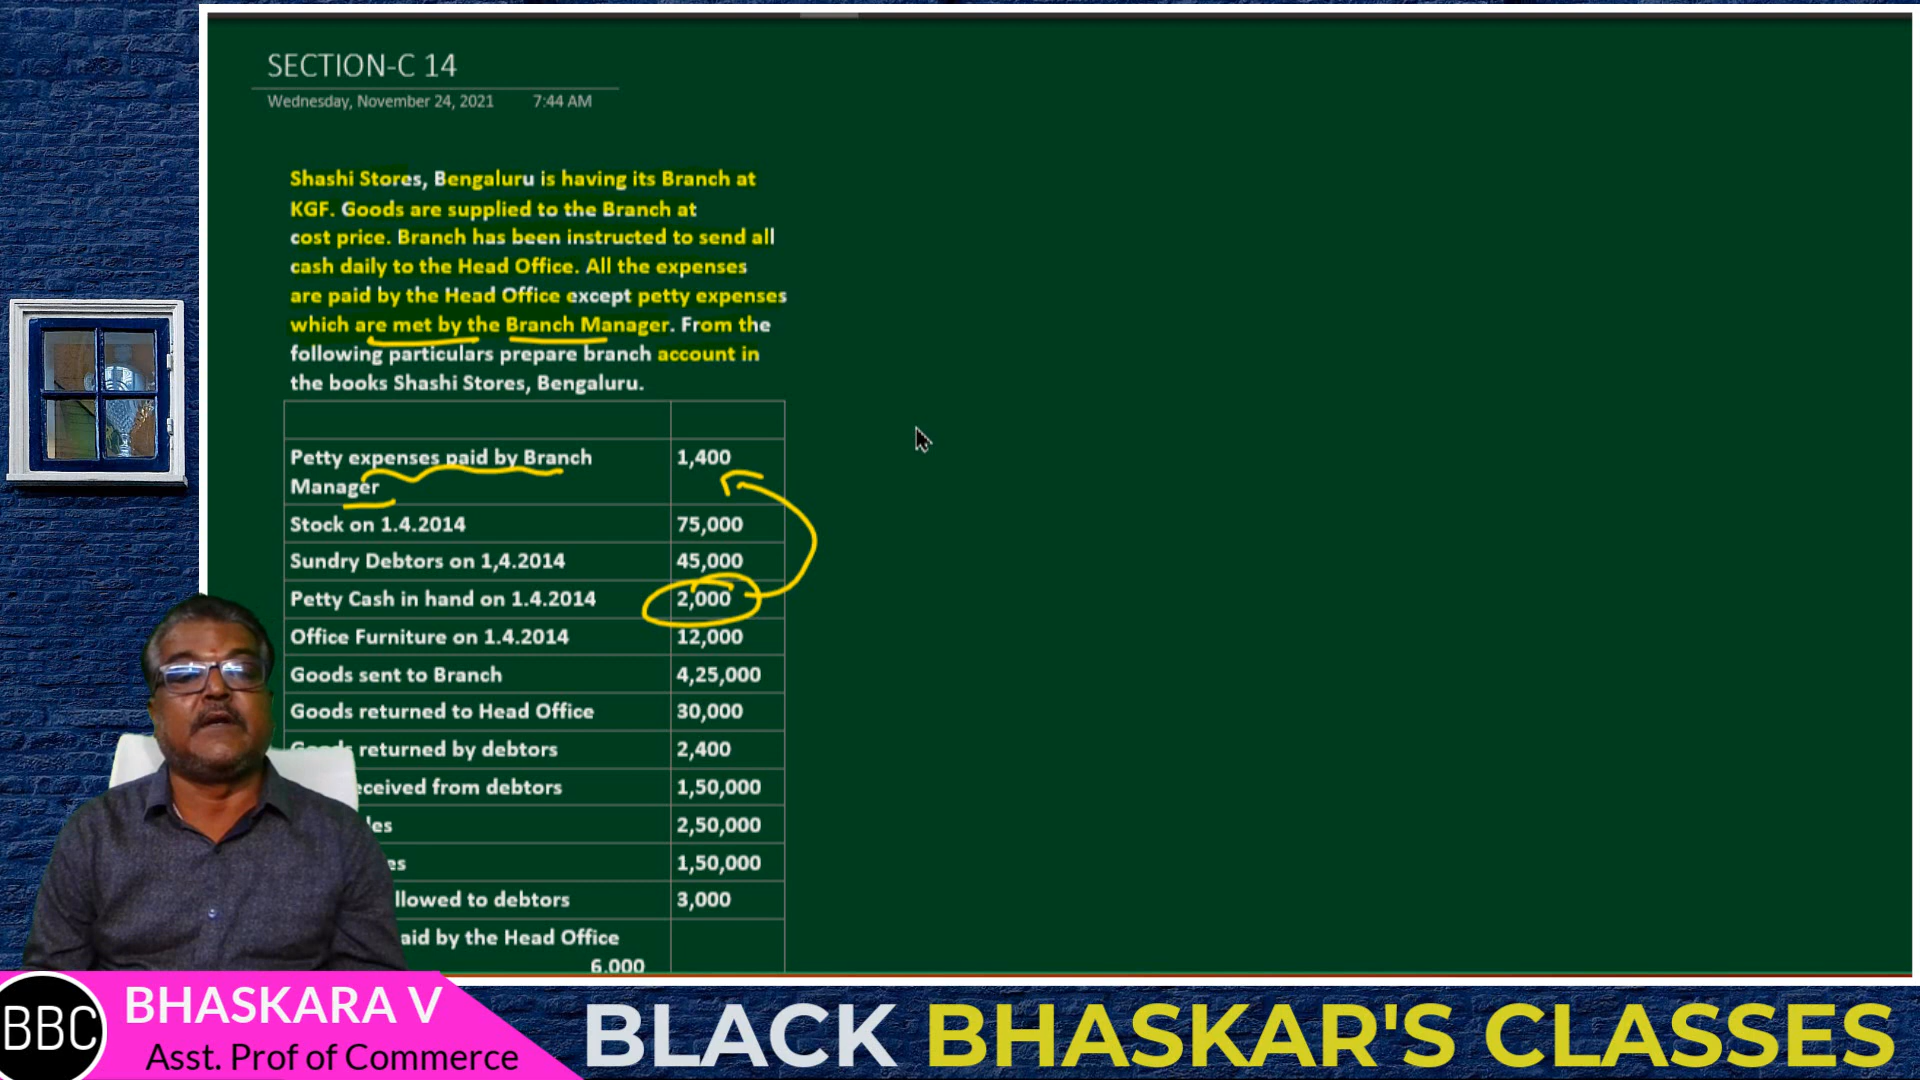 SECTION-C 14
Wednesday, November 24, 2021 7:44 AM
Shashi Stores, Bengaluru is having its Branch at
KGF. Goods are supplied to the Branch at
cost price. Branch has been instructed to send all
cash daily to the Head Office. All the expenses
are paid by the Head Office except petty expenses
which are met by the Branch Manager. From the
following particulars prepare branch account in
the books Shashi Stores, Bengaluru.
Petty expenses paid by Branch 1,400
Manager
Stock on 1.4.2014 75,000
Sundry Debtors on 1,4.2014 45,000
Petty Cash in hand on 1.4.2014 2,000
Office Furniture on 1.4.2014 12,000
Goods sent to Branch 4,25,000
Goods returned to Head Office 30,000
Goods returned by debtors 2,400
eceived from debtors 1,50,000
les 2,50,000
es 1,50,000
llowed to debtors 3,000
aid by the Head Office
6,000
BBC
BHASKARA V
Asst. Prof of Commerce
BLACK BHASKAR'S CLASSES